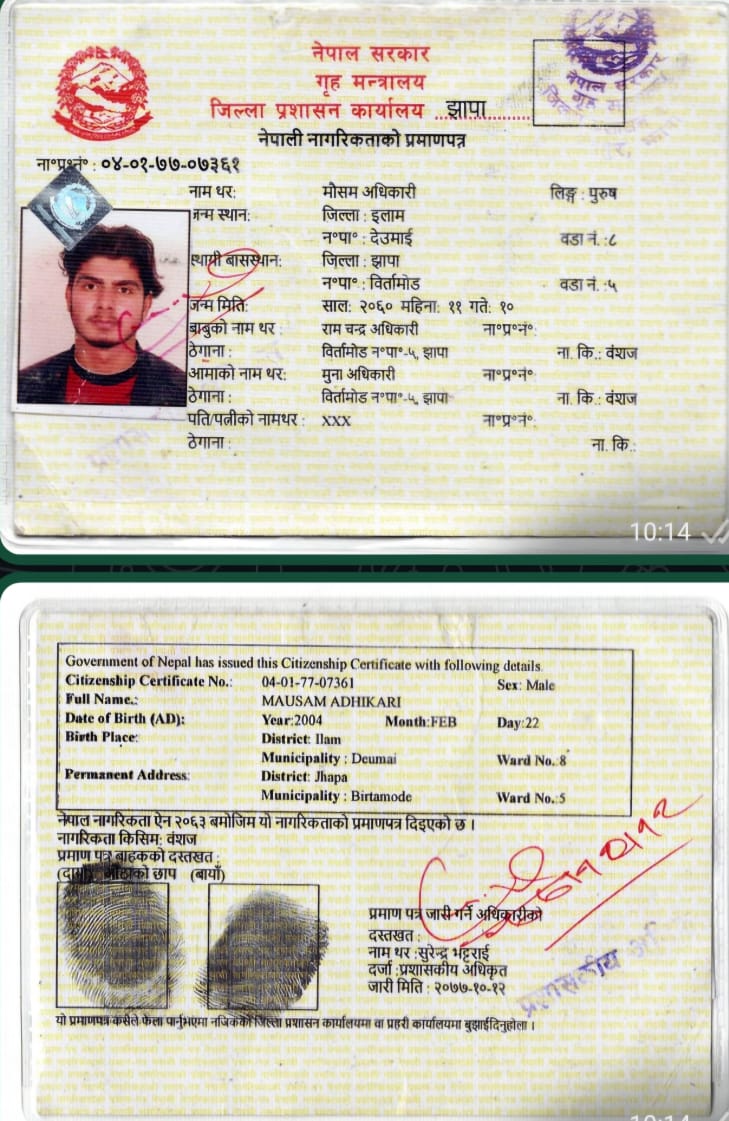 नेपाल सरकार
गृह मन्त्रालय
जिल्ला प्रशासन कार्यालय झापा
नेपाली नागरिकताको प्रमाणपत्र
ना॰प्र॰नं॰ : ०४-०१-७७-०७३६१
नाम थर: मौसम अधिकारी लिङ्ग : पुरुष
जन्म स्थान: जिल्ला : इलाम
न॰पा॰ : देउमाई वडा नं. :८
स्थायी बासस्थान: जिल्ला : झापा
न॰पा॰ : विर्तामोड वडा नं. :५
जन्म मिति: साल: २०६० महिना: ११ गते: १०
बाबुको नाम थर : राम चन्द्र अधिकारी ना॰प्र॰नं॰
ठेगाना : विर्तामोड न॰पा॰-५, झापा ना. कि.: वंशज
आमाको नाम थर: मुना अधिकारी ना॰प्र॰नं॰
ठेगाना : विर्तामोड न॰पा॰-५, झापा ना. कि.: वंशज
पति/पत्नीको नामथर : xxx ना॰प्र॰नं॰
ठेगाना : ना. कि.:
10:14
Government of Nepal has issued this Citizenship Certificate with following details.
Citizenship Certificate No.: 04-01-77-07361 Sex: Male
Full Name.: MAUSAM ADHIKARI
Date of Birth (AD): Year:2004 Month:FEB Day:22
Birth Place: District: Ilam
Municipality : Deumai Ward No. 8
Permanent Address: District: Jhapa
Municipality : Birtamode Ward No.:5
नेपाल नागरिकता ऐन २०६३ बमोजिम यो नागरिकताको प्रमाणपत्र दिइएको छ ।
नागरिकता किसिम: वंशज
प्रमाण पत्र बाहकको दस्तखत :
(दायाँ) औंठाको छाप (बायाँ)
प्रमाण पत्र जारी गर्ने अधिकारीको
दस्तखत :
नाम थर :सुरेन्द्र भट्टराई
दर्जा :प्रशासकीय अधिकृत
जारी मिति : २०७७-१०-१२
प्रशासकीय
यो प्रमाणपत्र कसैले फेला पार्नुभएमा नजिकको जिल्ला प्रशासन कार्यालयमा वा प्रहरी कार्यालयमा बुझाईदिनुहोला ।